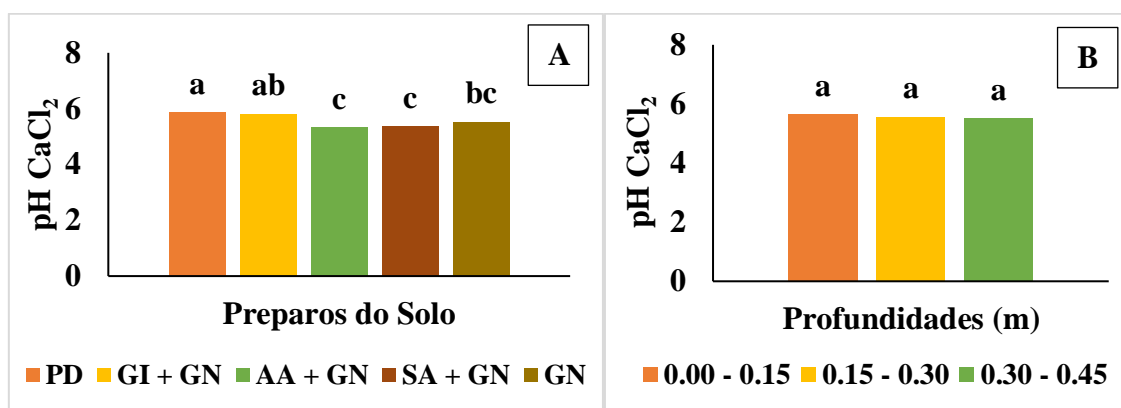 A
pH CaCl₂
8
6
4
2
0
a ab c c bc
Preparos do Solo
PD GI + GN AA + GN SA + GN GN
B
pH CaCl₂
8
6
4
2
0
a a a
Profundidades (m)
0.00 - 0.15 0.15 - 0.30 0.30 - 0.45